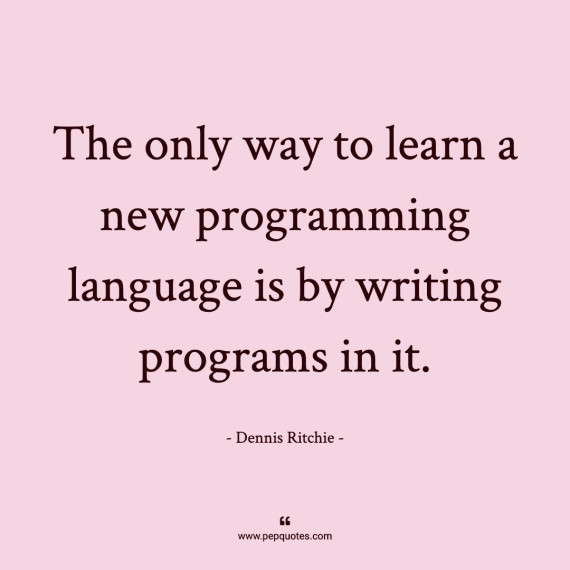 The only way to learn a
new programming
language is by writing
programs in it.
- Dennis Ritchie -
❝
www.pepquotes.com